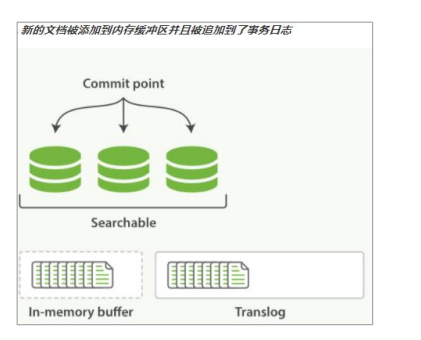 新的文档被添加到内存缓冲区并且被追加到了事务日志
Commit point
Searchable
In-memory buffer
Translog